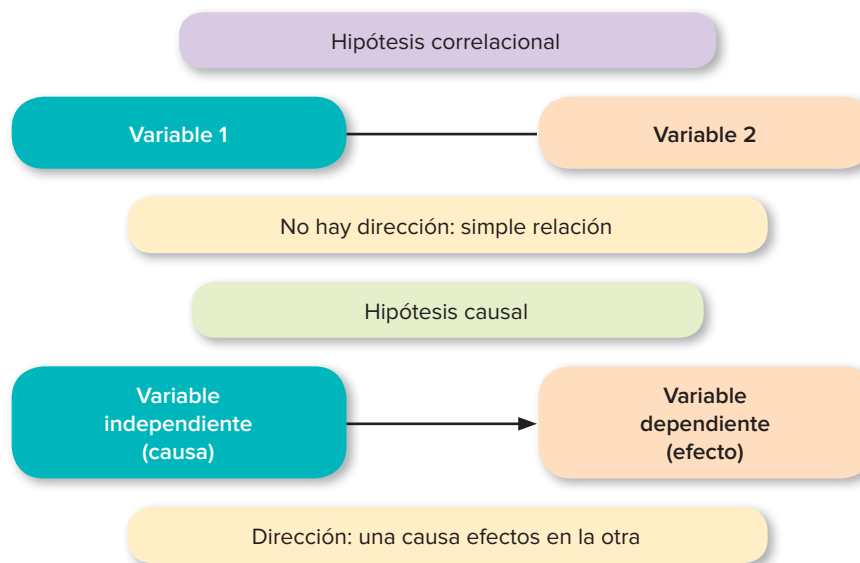 Hipótesis correlacional
Variable 1
Variable 2
No hay dirección: simple relación
Hipótesis causal
Variable
independiente
(causa)
Variable
dependiente
(efecto)
Dirección: una causa efectos en la otra